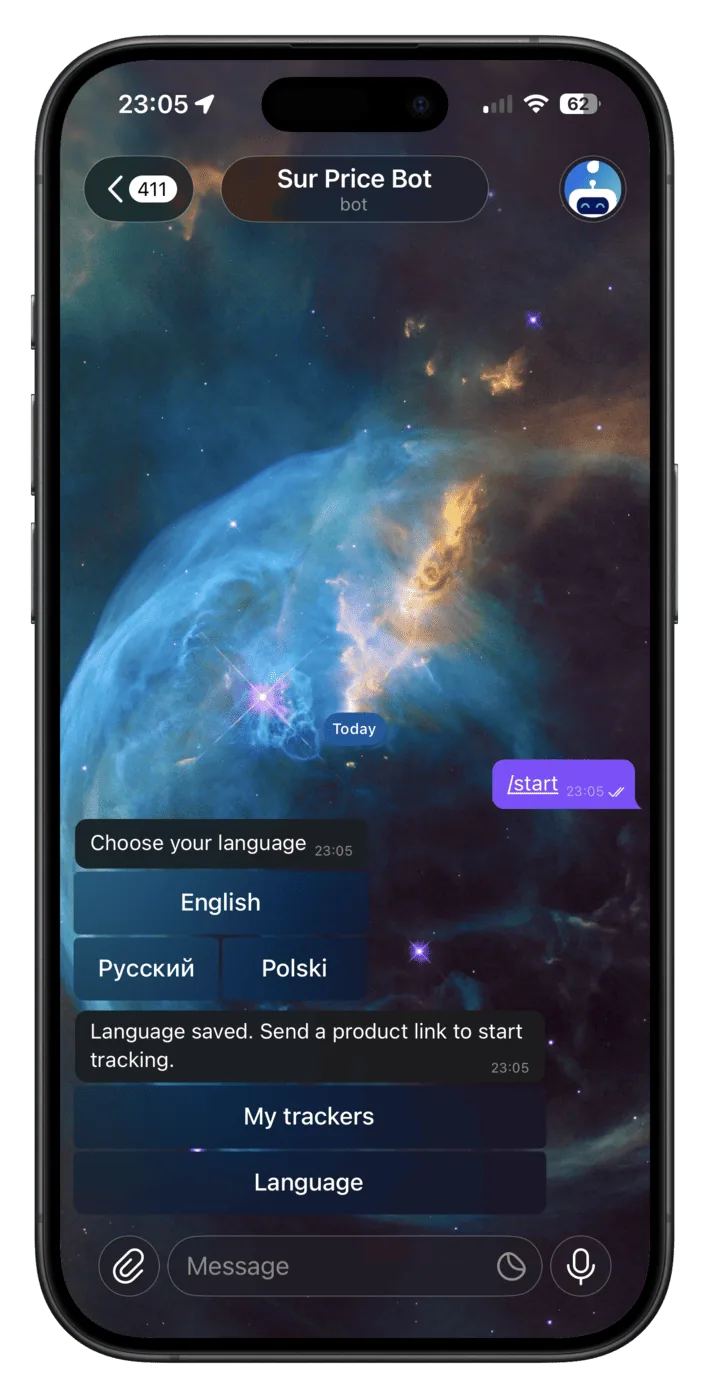 23:05
62
411
Sur Price Bot
bot
Today
/start 23:05
Choose your language 23:05
English
Русский Polski
Language saved. Send a product link to start
tracking.
23:05
My trackers
Language
Message